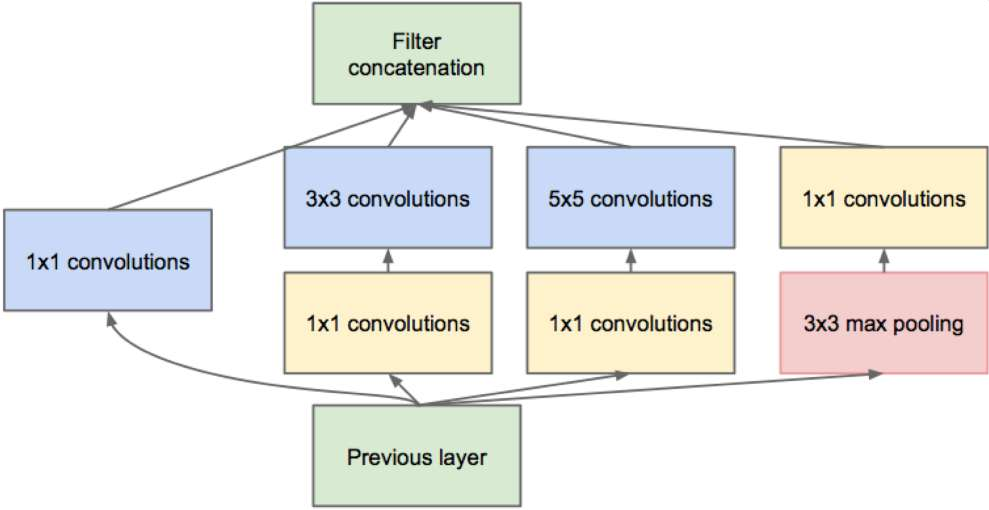 Filter
concatenation
3x3 convolutions
5x5 convolutions
1x1 convolutions
1x1 convolutions
1x1 convolutions
1x1 convolutions
3x3 max pooling
Previous layer